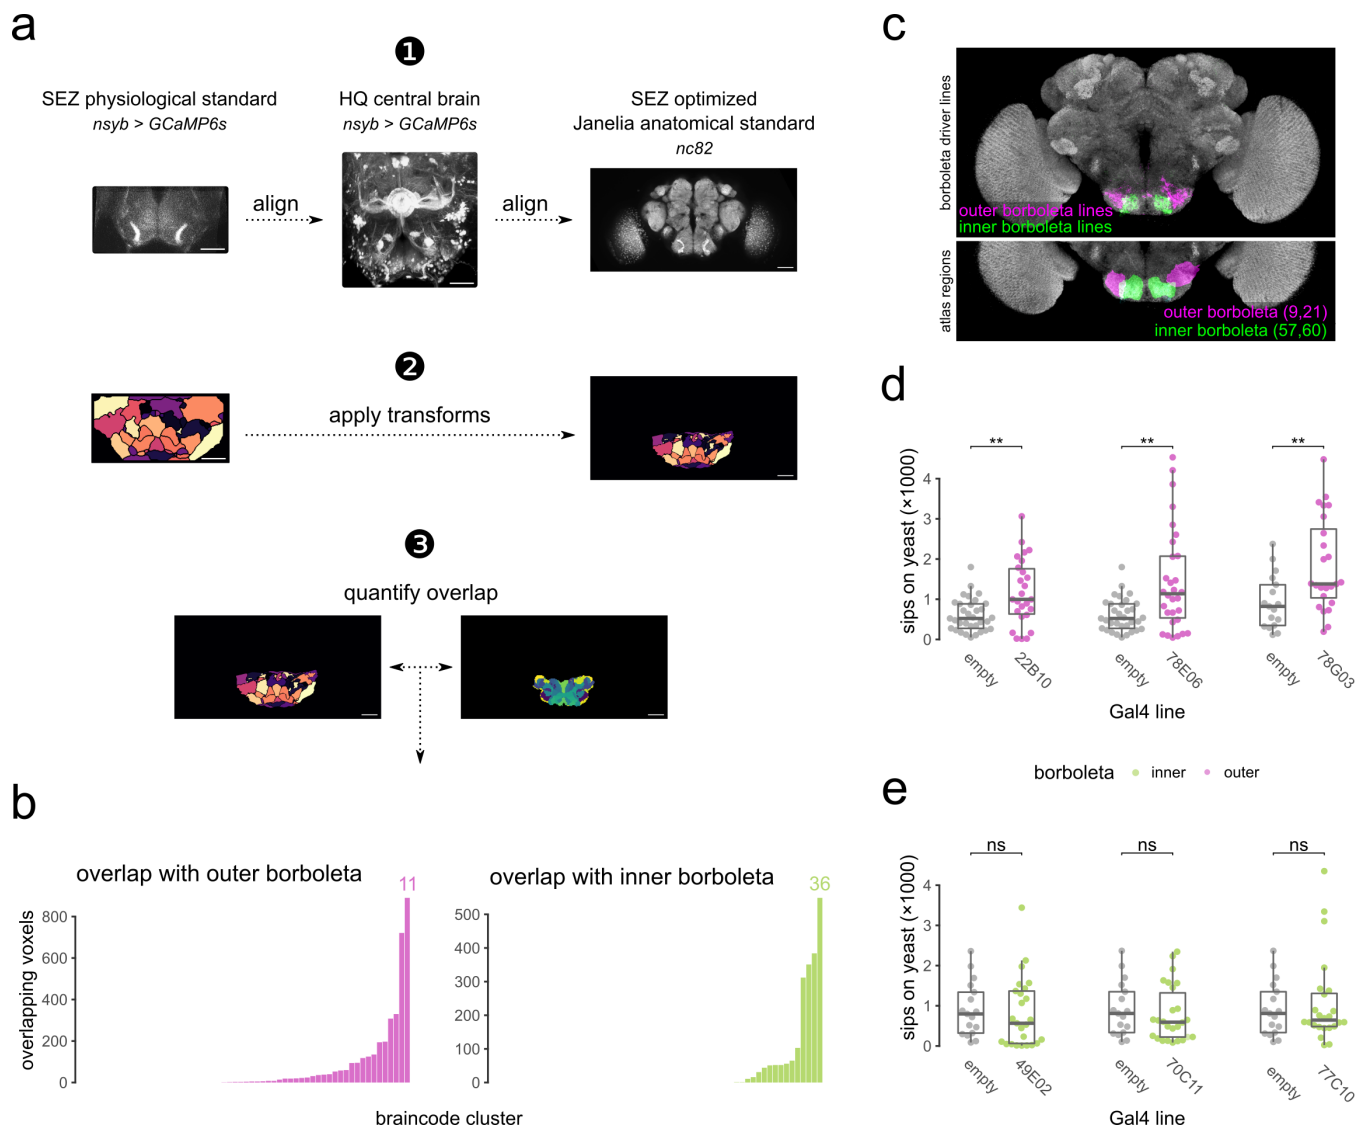 a
❶
SEZ physiological standard
nsyb > GCaMP6s
HQ central brain
nsyb > GCaMP6s
SEZ optimized
Janelia anatomical standard
nc82
align
align
❷
apply transforms
❸
quantify overlap
b
overlap with outer borboleta
11
overlapping voxels
800
600
400
200
0
overlap with inner borboleta
36
500
400
300
200
100
0
braincode cluster
c
borboleta driver lines
outer borboleta lines
inner borboleta lines
atlas regions
outer borboleta (9,21)
inner borboleta (57,60)
d
sips on yeast (×1000)
4
3
2
1
0
**
**
**
empty
22B10
empty
78E06
empty
78G03
Gal4 line
borboleta
inner
outer
e
sips on yeast (×1000)
4
3
2
1
0
ns
ns
ns
empty
49E02
empty
70C11
empty
77C10
Gal4 line